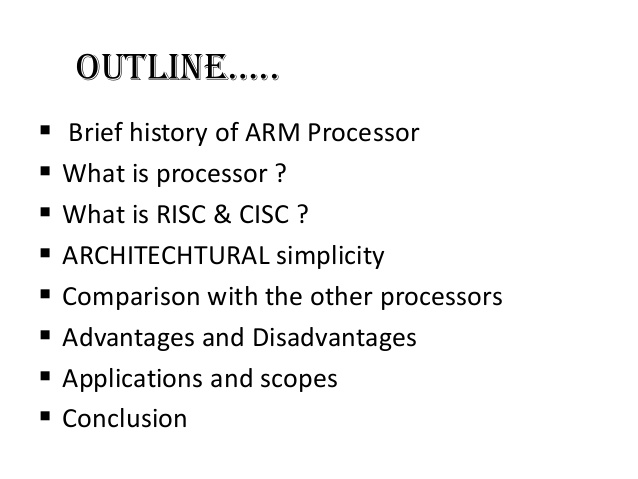 OUTLINE.....
▪ Brief history of ARM Processor
▪ What is processor ?
▪ What is RISC & CISC ?
▪ ARCHITECHTURAL simplicity
▪ Comparison with the other processors
▪ Advantages and Disadvantages
▪ Applications and scopes
▪ Conclusion